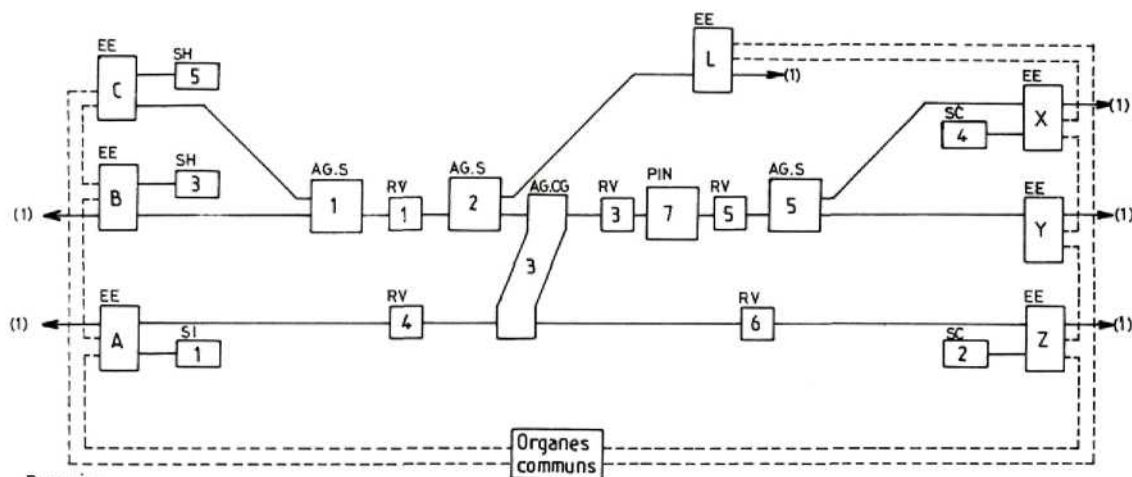 EE
EE
SH
L
C
5
(1)
EE
X
(1)
SC
4
EE
SH
B
3
AG.S
RV
AG.S
AG.CG
RV
PIN
RV
AG.S
EE
(1)
1
1
2
3
7
5
5
Y
(1)
3
EE
RV
RV
EE
(1)
A
4
6
Z
(1)
SI
1
SC
2
Organes
communs